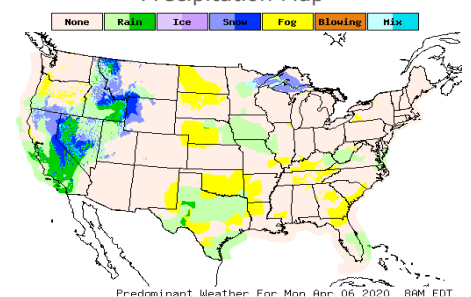 Precipitation Map
None Rain Ice Snow Fog Blowing Mix
Predominant Weather For Mon Apr 06 2020 8AM EDT